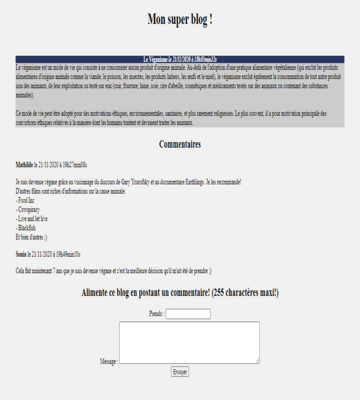 Mon super blog !
Le Véganisme le 21/11/2020 à 18h41min32s
Le véganisme est un mode de vie qui consiste à ne consommer aucun produit d'origine animale. Au-delà de l'adoption d'une pratique alimentaire végétalienne (qui exclut les produits
alimentaires d'origine animale comme la viande, le poisson, les insectes, les produits laitiers, les œufs et le miel), le véganisme exclut également la consommation de tout autre produit
issu des animaux, de leur exploitation ou testé sur eux (cuir, fourrure, laine, soie, cire d'abeille, cosmétiques et médicaments testés sur des animaux ou contenant des substances
animales).
Ce mode de vie peut être adopté pour des motivations éthiques, environnementales, sanitaires, et plus rarement religieuses. Le plus souvent, il a pour motivation principale des
convictions éthiques relatives à la manière dont les humains traitent et devraient traiter les animaux.
Commentaires
Mathilde le 21/11/2020 à 19h27min00s
Je suis devenue végane grâce au visionnage du discours de Gary Yourofsky et au documentaire Earthlings. Je les recommande!
D'autres films sont riches d'informations sur la cause animale:
- Food Inc
- Cowspiracy
- Live and let live
- Blackfish
Et bien d'autres ;)
Sonia le 21/11/2020 à 19h49min10s
Cela fait maintenant 7 ans que je suis devenue végane et c'est la meilleure décision qu'il m'ait été de prendre ;)
Alimente ce blog en postant un commentaire! (255 charactères maxi!)
Pseudo :
Message :
Envoyer